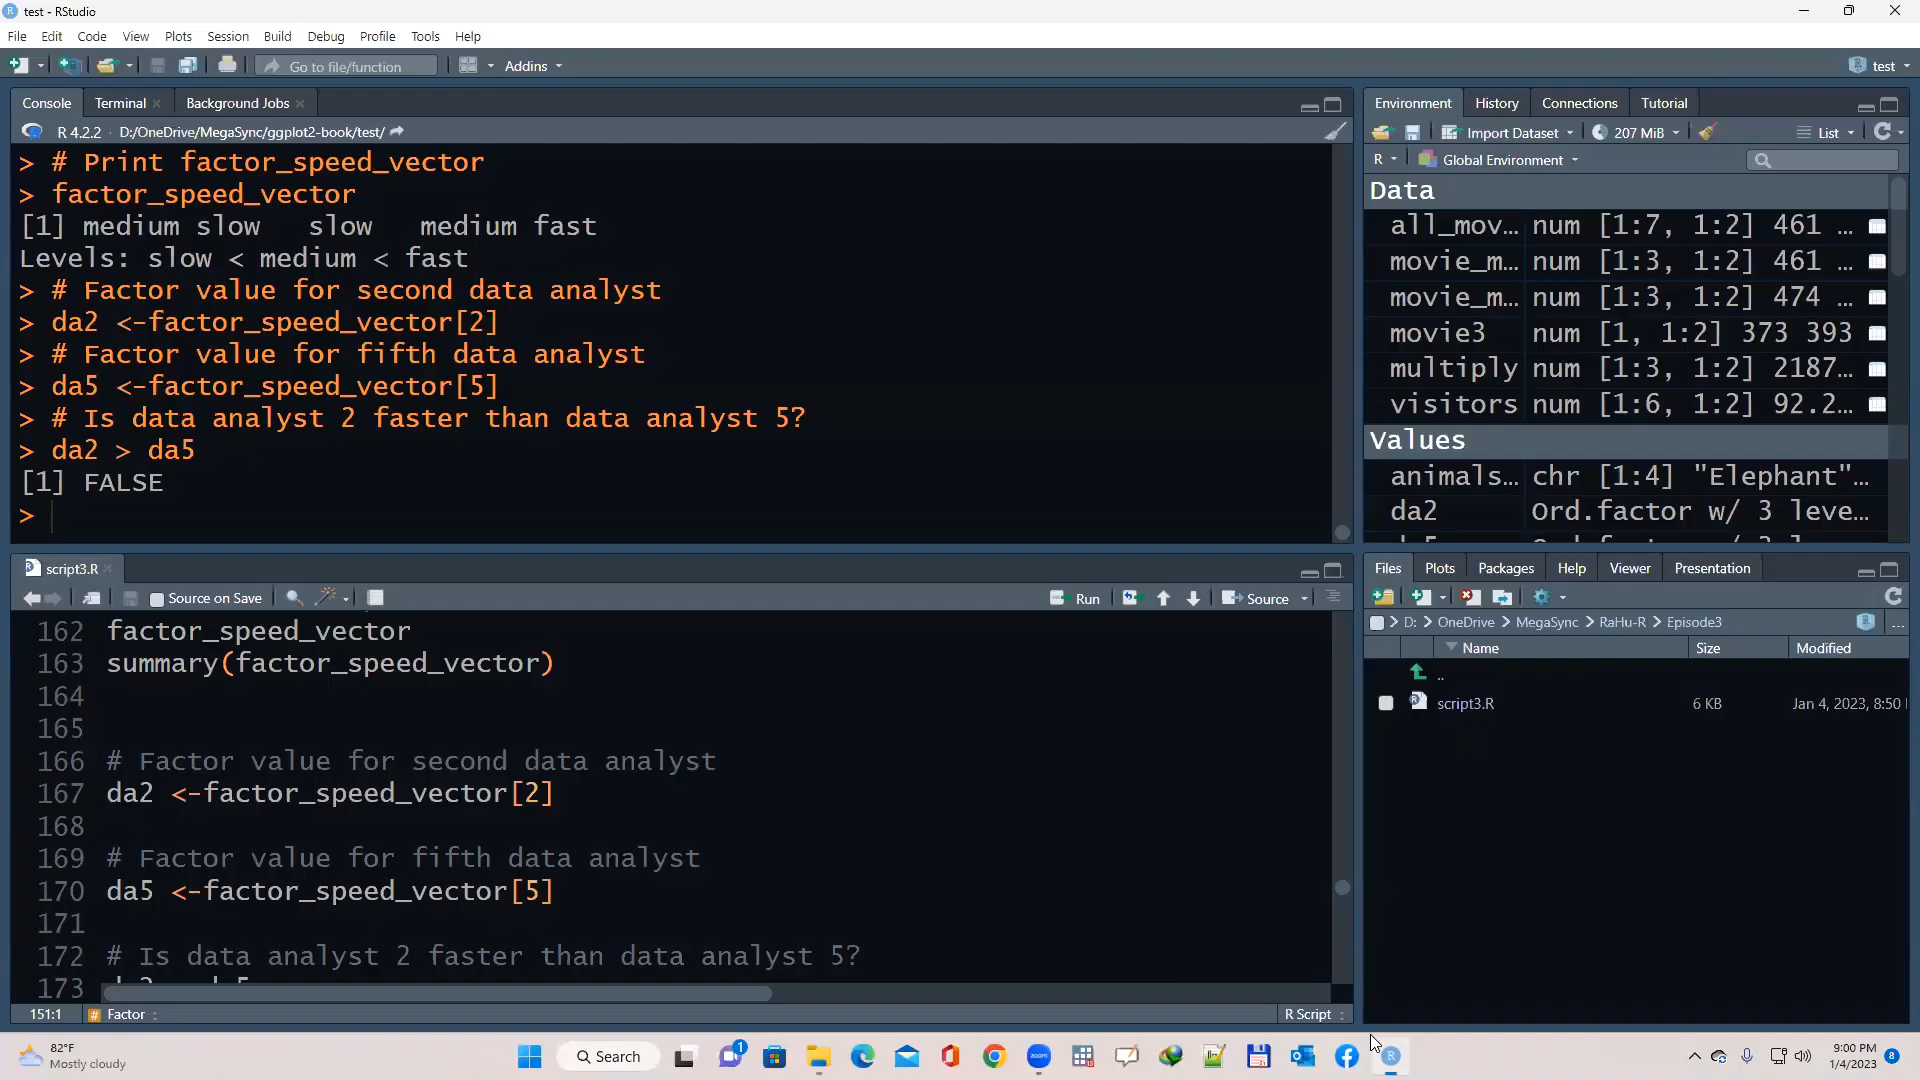 test - RStudio
File Edit Code View Plots Session Build Debug Profile Tools Help
Go to file/function Addins test
Console Terminal Background Jobs
R 4.2.2 · D:/OneDrive/MegaSync/ggplot2-book/test/
> # Print factor_speed_vector
> factor_speed_vector
[1] medium slow   slow   medium fast
Levels: slow < medium < fast
> # Factor value for second data analyst
> da2 <-factor_speed_vector[2]
> # Factor value for fifth data analyst
> da5 <-factor_speed_vector[5]
> # Is data analyst 2 faster than data analyst 5?
> da2 > da5
[1] FALSE
>
Environment History Connections Tutorial
Import Dataset 207 MiB List
R Global Environment
Data
all_mov... num [1:7, 1:2] 461 ...
movie_m... num [1:3, 1:2] 461 ...
movie_m... num [1:3, 1:2] 474 ...
movie3 num [1, 1:2] 373 393
multiply num [1:3, 1:2] 2187...
visitors num [1:6, 1:2] 92.2...
Values
animals... chr [1:4] "Elephant"...
da2 Ord.factor w/ 3 leve...
script3.R
Source on Save Run Source
162 factor_speed_vector
163 summary(factor_speed_vector)
164
165
166 # Factor value for second data analyst
167 da2 <-factor_speed_vector[2]
168
169 # Factor value for fifth data analyst
170 da5 <-factor_speed_vector[5]
171
172 # Is data analyst 2 faster than data analyst 5?
173
151:1 # Factor R Script
Files Plots Packages Help Viewer Presentation
D: > OneDrive > MegaSync > RaHu-R > Episode3 ...
Name Size Modified
..
script3.R 6 KB Jan 4, 2023, 8:50
82°F
Mostly cloudy
Search
1
zoom
9:00 PM
1/4/2023
8